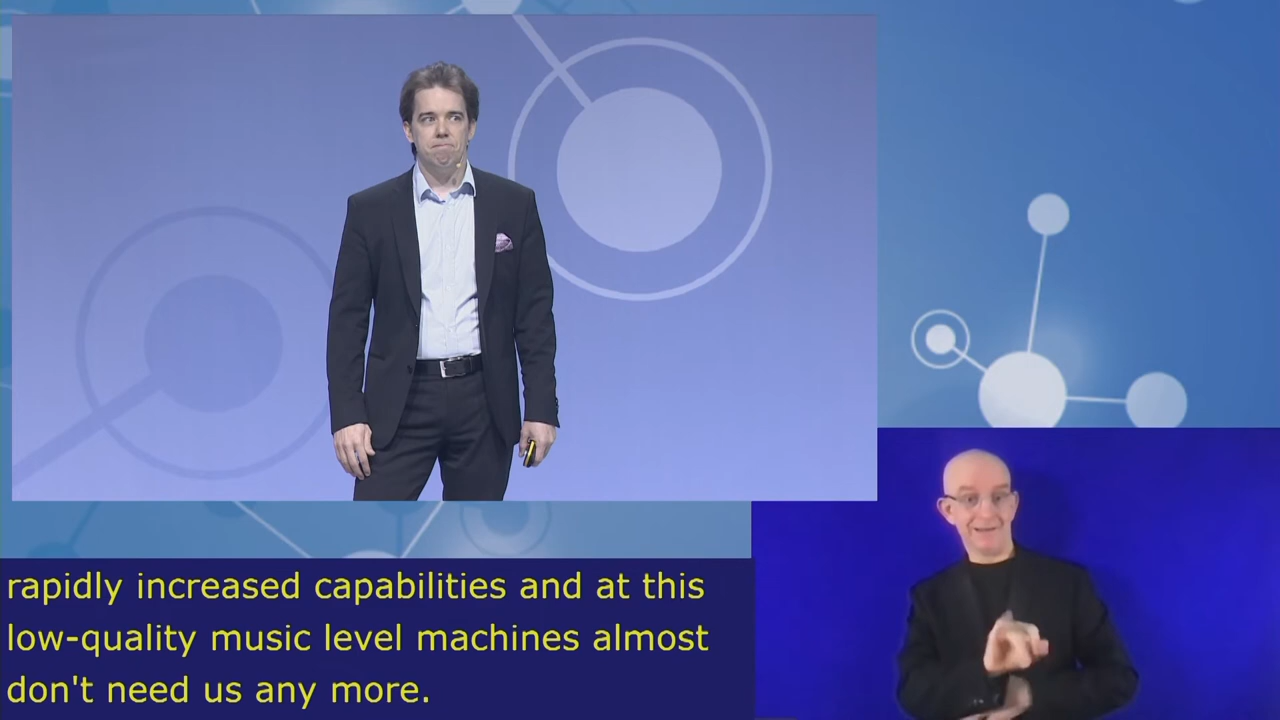 rapidly increased capabilities and at this
low-quality music level machines almost
don't need us any more.